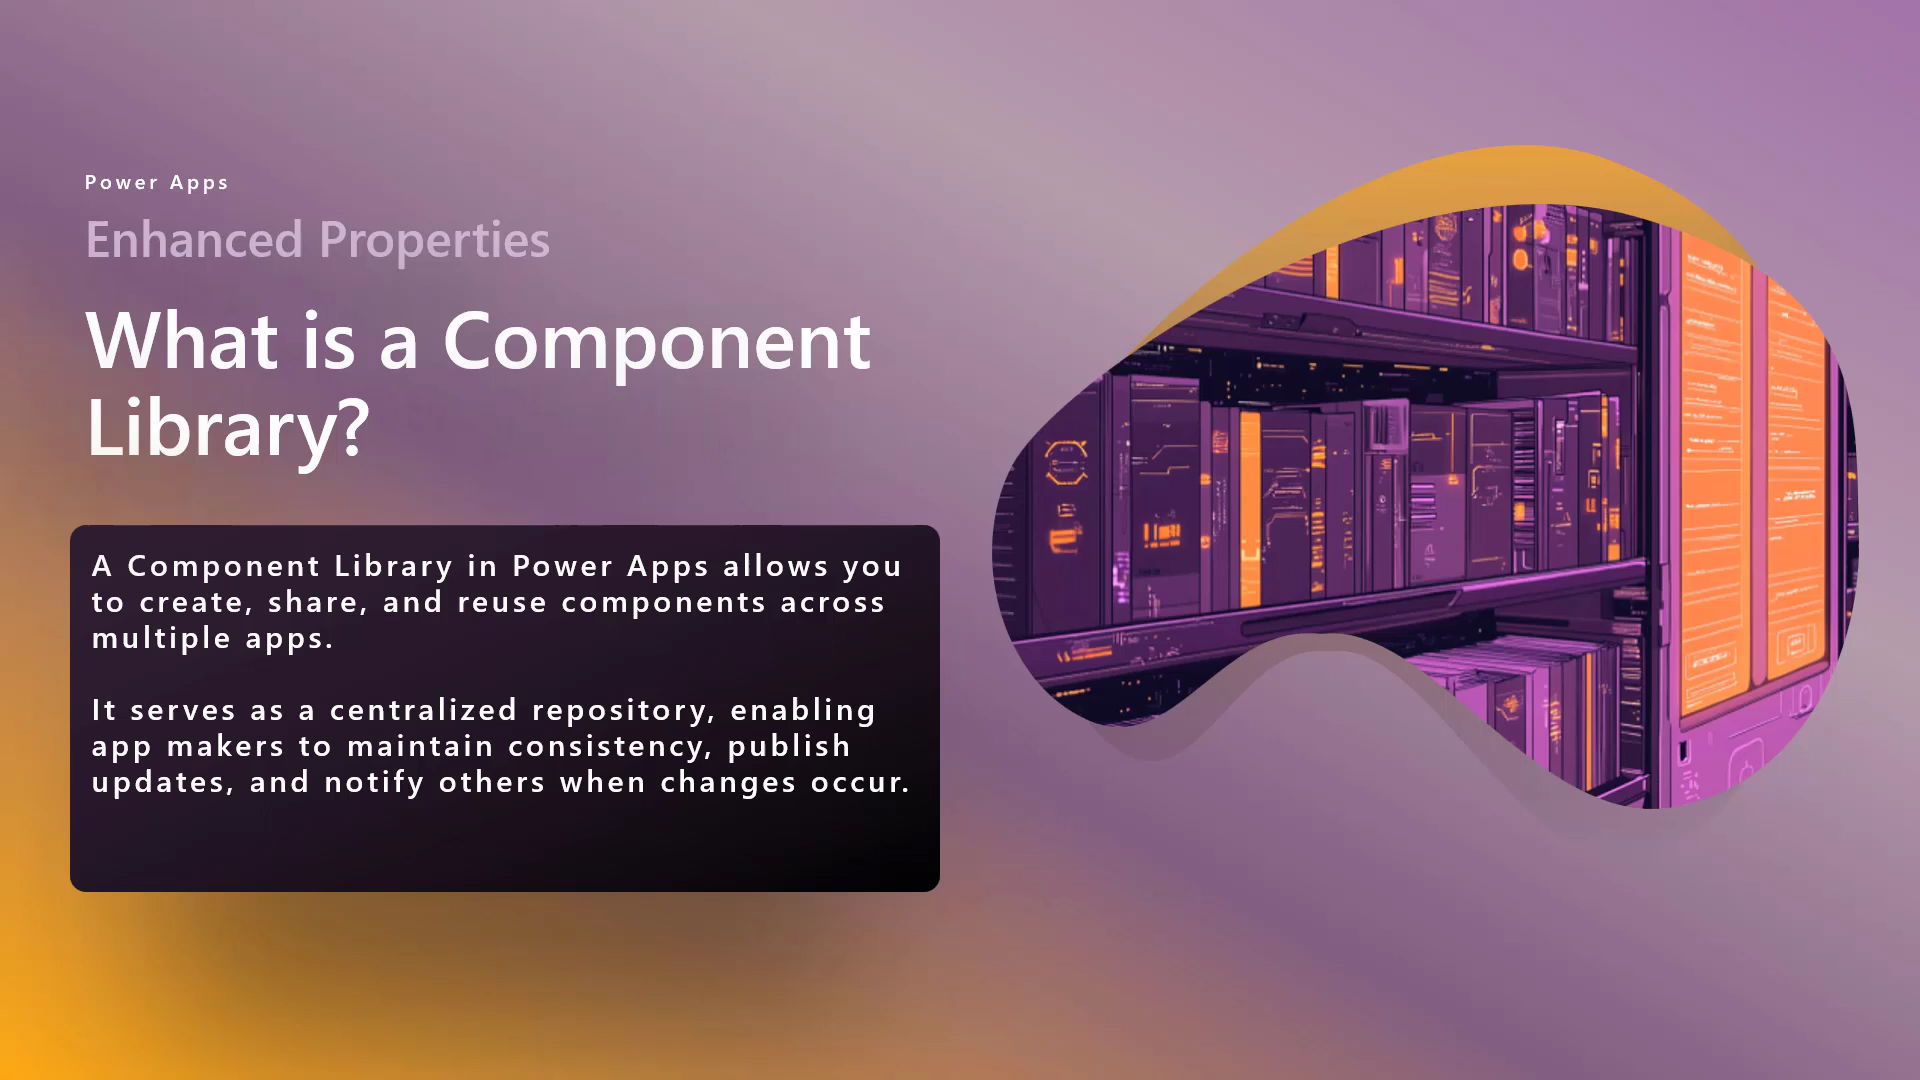 Power Apps
Enhanced Properties
What is a Component
Library?
A Component Library in Power Apps allows you
to create, share, and reuse components across
multiple apps.
It serves as a centralized repository, enabling
app makers to maintain consistency, publish
updates, and notify others when changes occur.